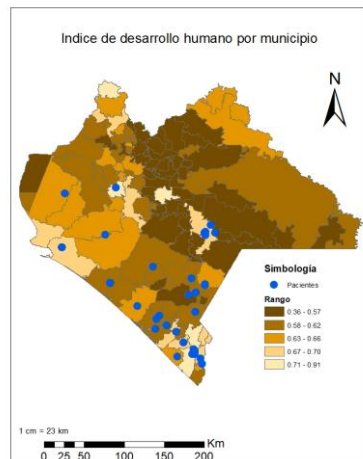 Indice de desarrollo humano por municipio
N
Simbología
Pacientes
Rango
0.36 - 0.57
0.58 - 0.62
0.63 - 0.66
0.67 - 0.70
0.71 - 0.91
1 cm = 23 km
Km
0 25 50 100 150 200